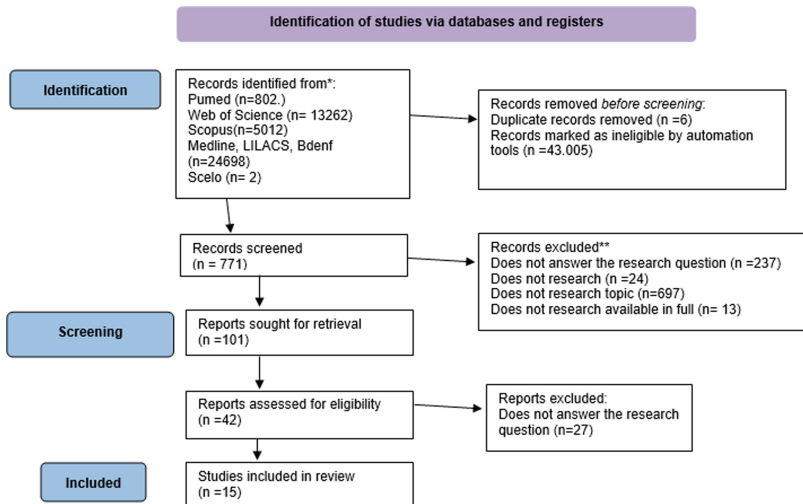 Identification of studies via databases and registers
Identification
Records identified from*:
Pumed (n=802.)
Web of Science (n= 13262)
Scopus(n=5012)
Medline, LILACS, Bdenf
(n=24698)
Scelo (n= 2)
Records removed before screening:
Duplicate records removed (n =6)
Records marked as ineligible by automation
tools (n =43.005)
Records screened
(n = 771)
Records excluded**
Does not answer the research question (n =237)
Does not research (n =24)
Does not research topic (n=697)
Does not research available in full (n= 13)
Screening
Reports sought for retrieval
(n =101)
Reports assessed for eligibility
(n =42)
Reports excluded:
Does not answer the research
question (n=27)
Included
Studies included in review
(n =15)